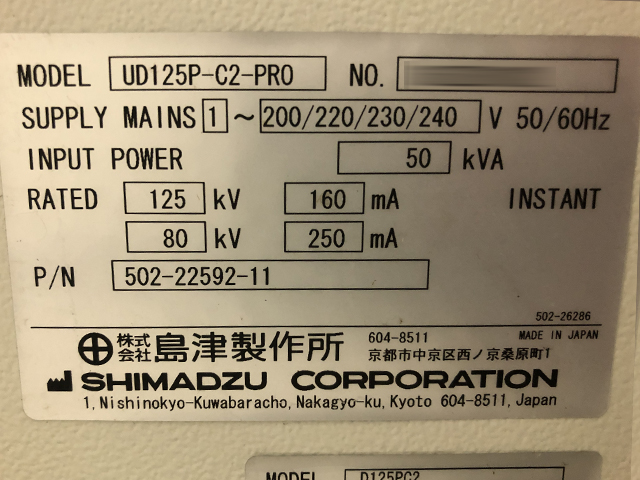 MODEL UD125P-C2-PRO NO.
SUPPLY MAINS 1 ~ 200/220/230/240 V 50/60Hz
INPUT POWER 50 kVA
RATED 125 kV 160 mA INSTANT
80 kV 250 mA
P/N 502-22592-11
502-26286
株式会社 島津製作所 604-8511 MADE IN JAPAN
京都市中京区西ノ京桑原町1
SHIMADZU CORPORATION
1, Nishinokyo-Kuwabaracho, Nakagyo-ku, Kyoto 604-8511, Japan
MODEL D125PC2